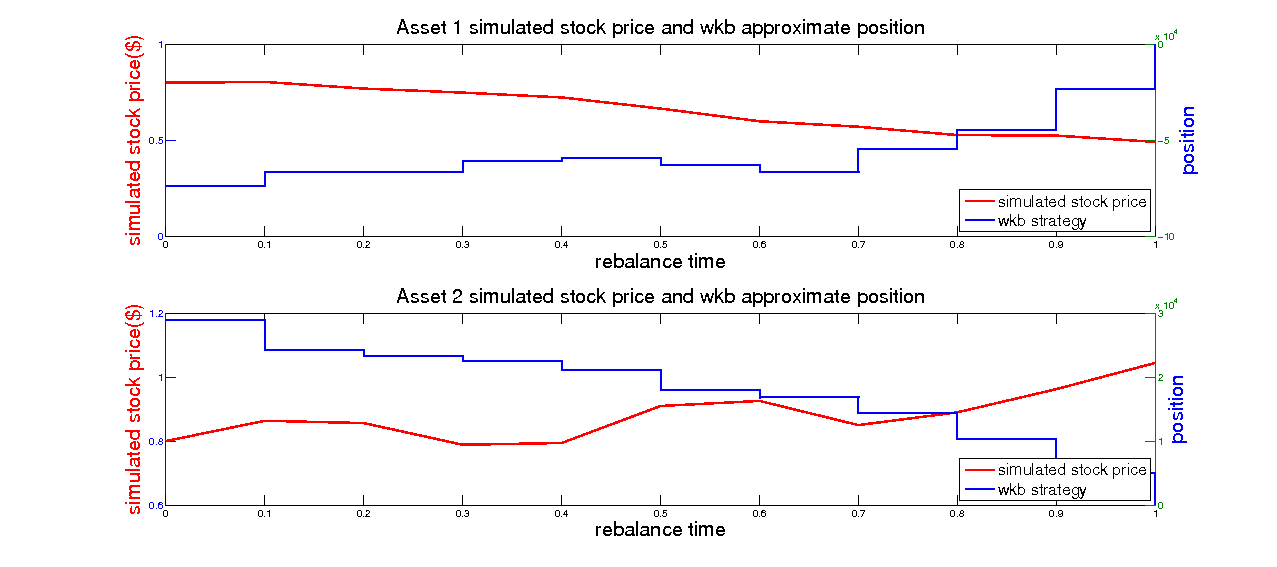 Asset 1 simulated stock price and wkb approximate position
x 10^4
simulated stock price($)
1
0.5
0
0
−5
−10
position
simulated stock price
wkb strategy
0 0.1 0.2 0.3 0.4 0.5 0.6 0.7 0.8 0.9 1
rebalance time
Asset 2 simulated stock price and wkb approximate position
x 10^4
simulated stock price($)
1.2
1
0.8
0.6
3
2
1
0
position
simulated stock price
wkb strategy
0 0.1 0.2 0.3 0.4 0.5 0.6 0.7 0.8 0.9 1
rebalance time